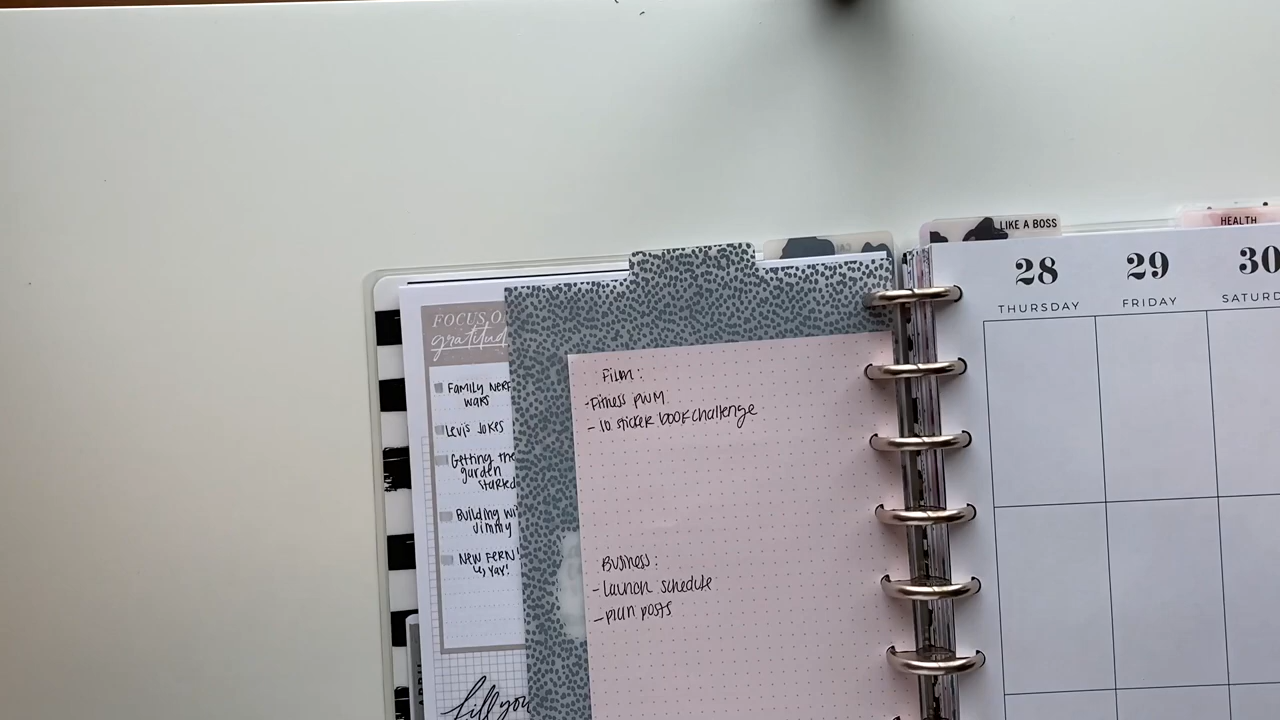 LIKE A BOSS
HEALTH
FOCUS O
gratitud
Family Nerf
wars
Levi's Jokes
Getting the
garden
started
Building wi
Jimmy
New Fern!
yay!
fill you
Film:
-Fitness PWM
- 10 sticker book challenge
Business:
- Launch schedule
- plan posts
28
29
30
THURSDAY
FRIDAY
SATURD